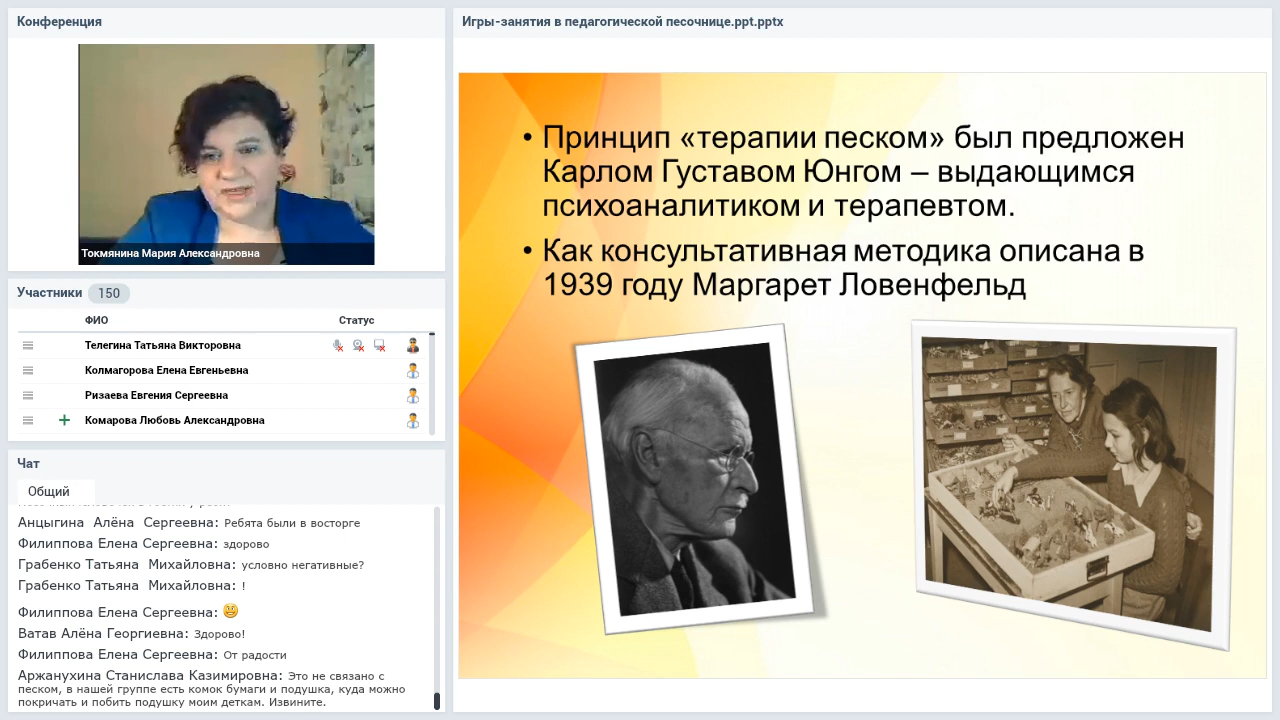 Конференция
Токмянина Мария Александровна
Участники 150
ФИО Статус
Телегина Татьяна Викторовна
Колмагорова Елена Евгеньевна
Ризаева Евгения Сергеевна
Комарова Любовь Александровна
Чат
Общий
Анцыгина Алёна Сергеевна: Ребята были в восторге
Филиппова Елена Сергеевна: здорово
Грабенко Татьяна Михайловна: условно негативные?
Грабенко Татьяна Михайловна: !
Филиппова Елена Сергеевна:
Ватав Алёна Георгиевна: Здорово!
Филиппова Елена Сергеевна: От радости
Аржанухина Станислава Казимировна: Это не связано с
песком, в нашей группе есть комок бумаги и подушка, куда можно
покричать и побить подушку моим деткам. Извините.
Игры-занятия в педагогической песочнице.ppt.pptx
• Принцип «терапии песком» был предложен
Карлом Густавом Юнгом – выдающимся
психоаналитиком и терапевтом.
• Как консультативная методика описана в
1939 году Маргарет Ловенфельд